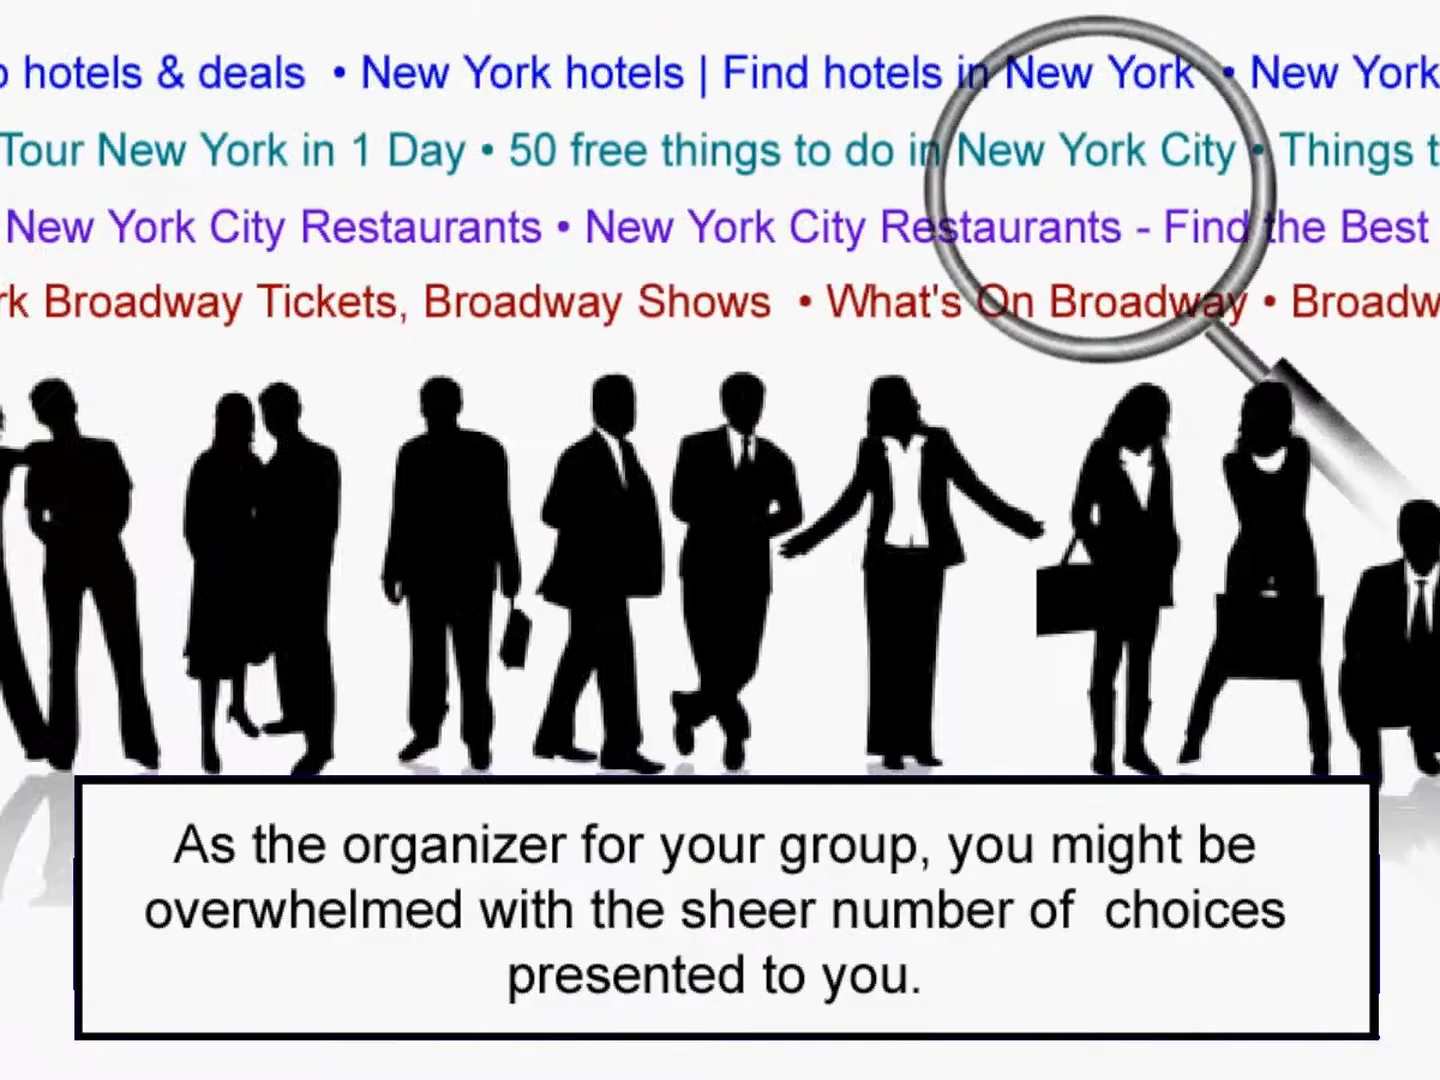 hotels & deals • New York hotels | Find hotels in New York • New York
Tour New York in 1 Day • 50 free things to do in New York City • Things
New York City Restaurants • New York City Restaurants - Find the Best
Broadway Tickets, Broadway Shows • What's On Broadway •
As the organizer for your group, you might be
overwhelmed with the sheer number of choices
presented to you.